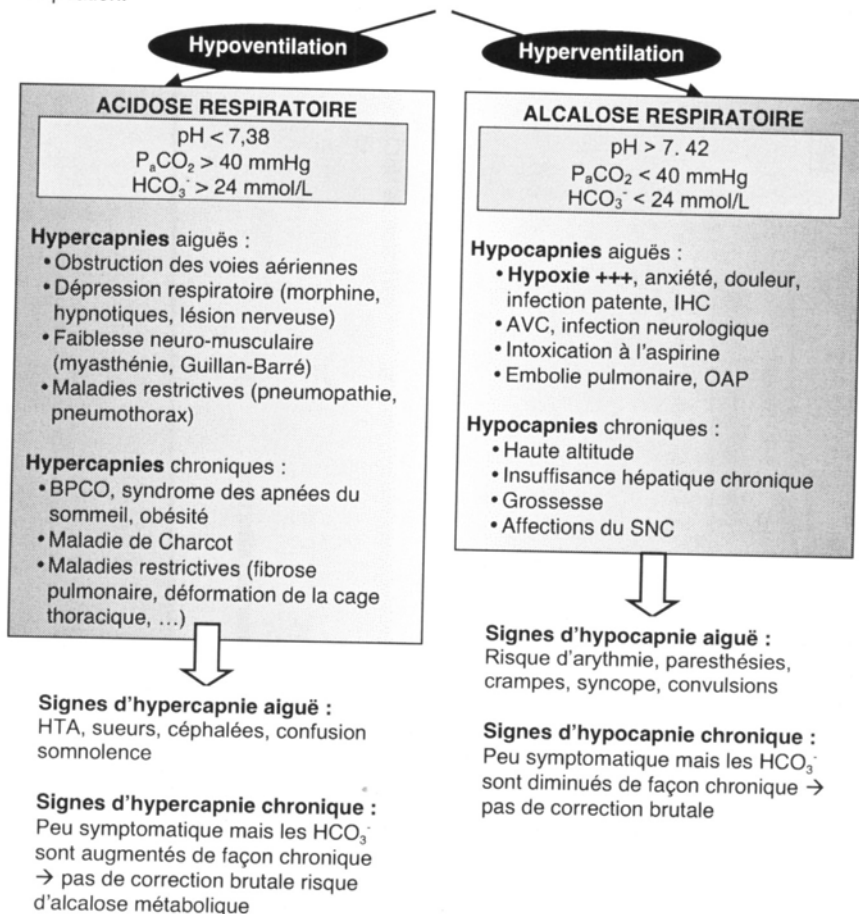 Hypoventilation
ACIDOSE RESPIRATOIRE
pH < 7,38
PaCO2 > 40 mmHg
HCO3- > 24 mmol/L
Hypercapnies aiguës :
• Obstruction des voies aériennes
• Dépression respiratoire (morphine,
hypnotiques, lésion nerveuse)
• Faiblesse neuro-musculaire
(myasthénie, Guillan-Barré)
• Maladies restrictives (pneumopathie,
pneumothorax)
Hypercapnies chroniques :
• BPCO, syndrome des apnées du
sommeil, obésité
• Maladie de Charcot
• Maladies restrictives (fibrose
pulmonaire, déformation de la cage
thoracique, ...)
Signes d'hypercapnie aiguë :
HTA, sueurs, céphalées, confusion
somnolence
Signes d'hypercapnie chronique :
Peu symptomatique mais les HCO3-
sont augmentés de façon chronique
→ pas de correction brutale risque
d'alcalose métabolique
Hyperventilation
ALCALOSE RESPIRATOIRE
pH > 7. 42
PaCO2 < 40 mmHg
HCO3- < 24 mmol/L
Hypocapnies aiguës :
• Hypoxie +++, anxiété, douleur,
infection patente, IHC
• AVC, infection neurologique
• Intoxication à l'aspirine
• Embolie pulmonaire, OAP
Hypocapnies chroniques :
• Haute altitude
• Insuffisance hépatique chronique
• Grossesse
• Affections du SNC
Signes d'hypocapnie aiguë :
Risque d'arythmie, paresthésies,
crampes, syncope, convulsions
Signes d'hypocapnie chronique :
Peu symptomatique mais les HCO3-
sont diminués de façon chronique →
pas de correction brutale